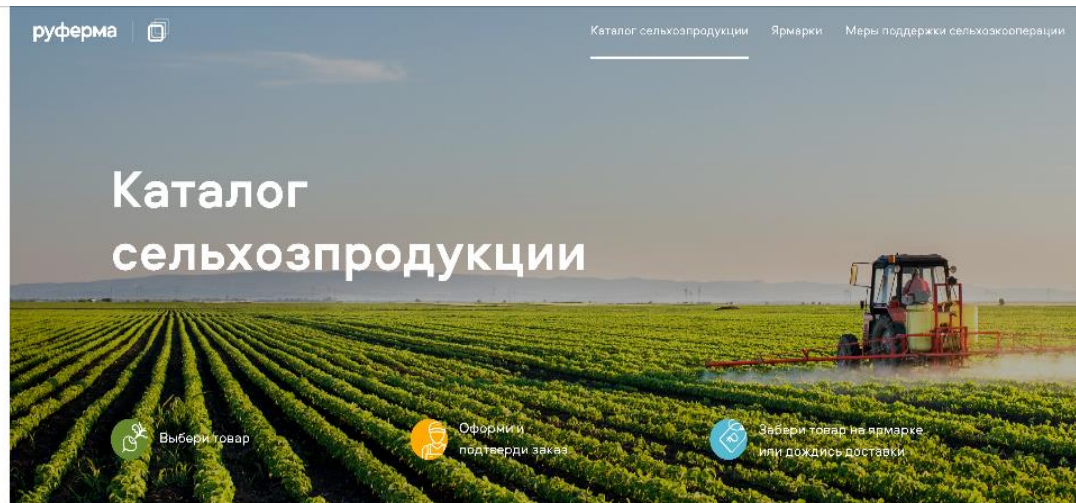 руферма
Каталог сельхозпродукции
Ярмарки
Меры поддержки сельхозкооперации
Каталог
сельхозпродукции
Выбери товар
Оформи и
подтверди заказ
Забери товар на ярмарке
или дождись доставки